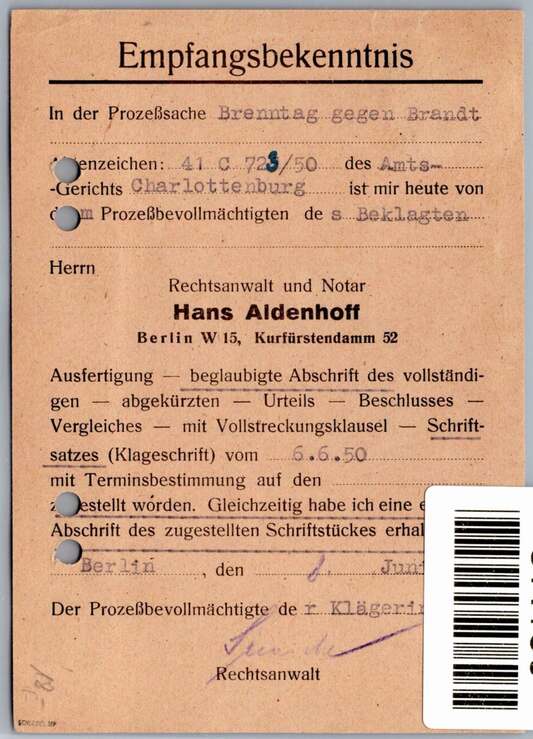 Empfangsbekenntnis
In der Prozeßsache Brenntag gegen Brandt
enzeichen: 41 C 723/50 des Amts-
-Gerichts Charlottenburg ist mir heute von
d m Prozeßbevollmächtigten de s Beklagten
Herrn
Rechtsanwalt und Notar
Hans Aldenhoff
Berlin W 15, Kurfürstendamm 52
Ausfertigung — beglaubigte Abschrift des vollständi-
gen — abgekürzten — Urteils — Beschlusses —
Vergleiches — mit Vollstreckungsklausel — Schrift-
satzes (Klageschrift) vom 6.6.50
mit Terminsbestimmung auf den
z estellt worden. Gleichzeitig habe ich eine e
Abschrift des zugestellten Schriftstückes erhal
Berlin, den 8. Juni
Der Prozeßbevollmächtigte de r Klägerin
Rechtsanwalt